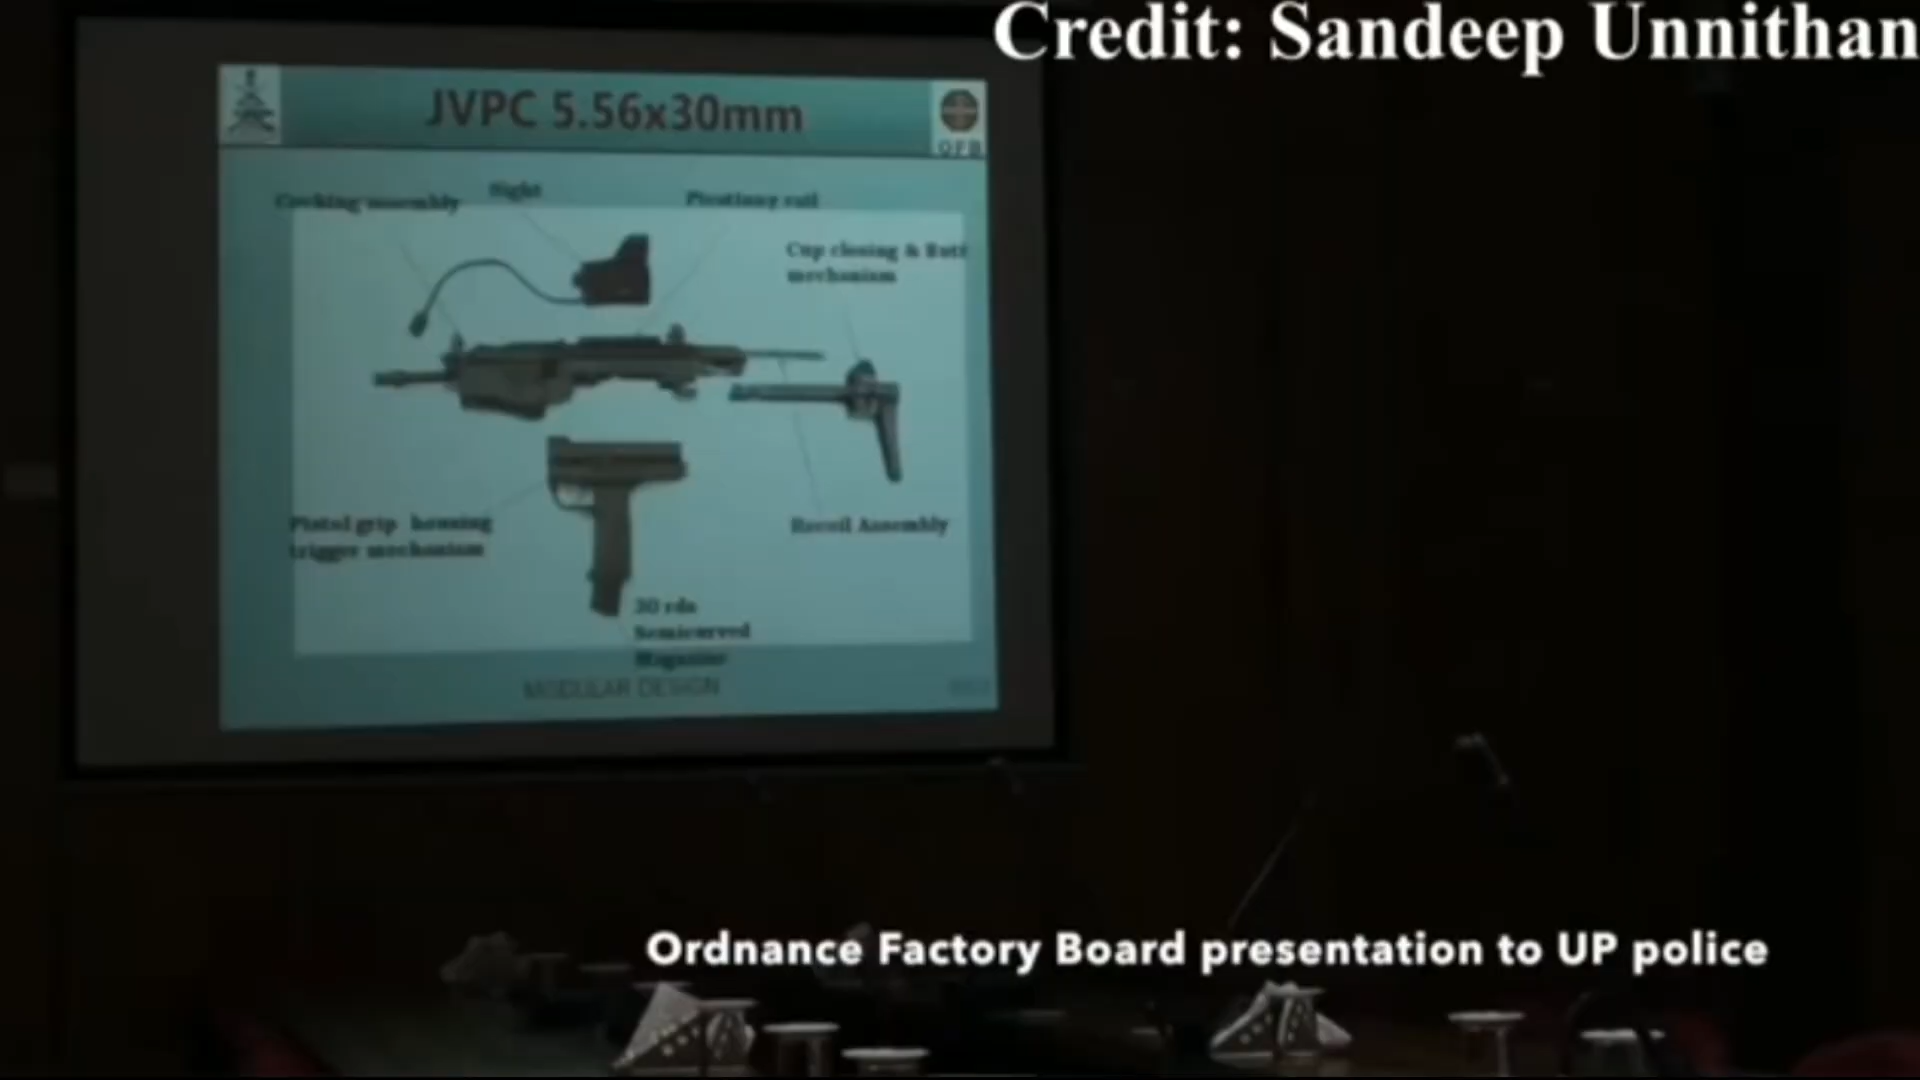 Credit: Sandeep Unnithan
JVPC 5.56x30mm
OFB
Cocking assembly
Sight
Picatinny rail
Cup closing & Butt
mechanism
Pistol grip housing
trigger mechanism
Recoil Assembly
30 rds
Semicurved
Magazine
MODULAR DESIGN
Ordnance Factory Board presentation to UP police